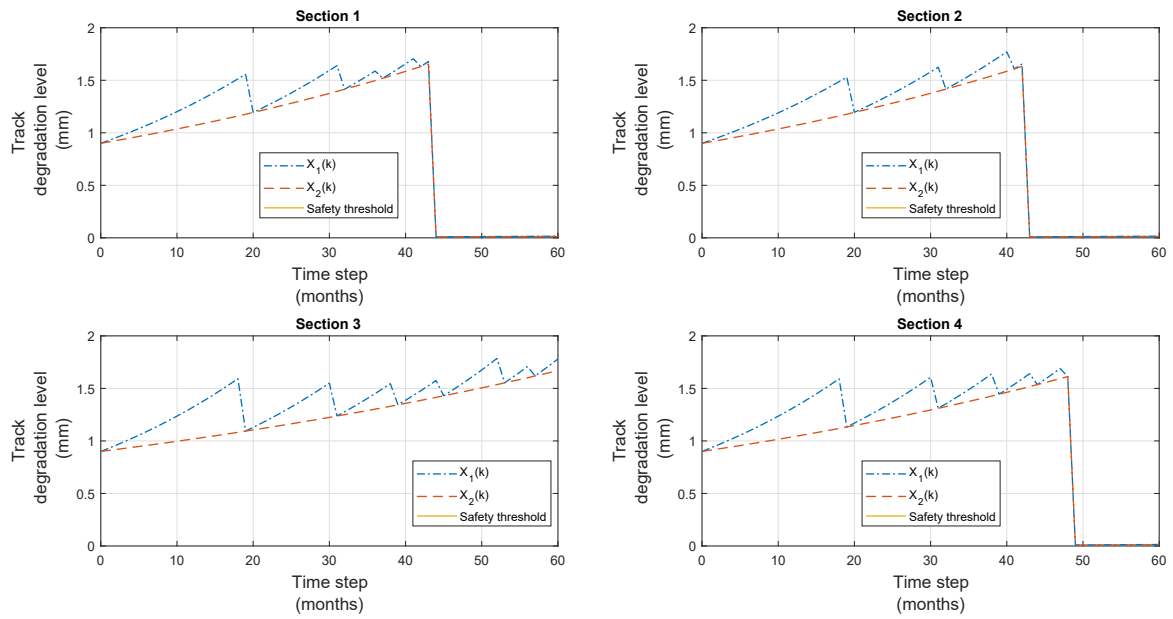 Section 1
2
1.5
1
0.5
0
Track
degradation level
(mm)
X1(k)
X2(k)
Safety threshold
0 10 20 30 40 50 60
Time step
(months)
Section 2
2
1.5
1
0.5
0
Track
degradation level
(mm)
X1(k)
X2(k)
Safety threshold
0 10 20 30 40 50 60
Time step
(months)
Section 3
2
1.5
1
0.5
0
Track
degradation level
(mm)
X1(k)
X2(k)
Safety threshold
0 10 20 30 40 50 60
Time step
(months)
Section 4
2
1.5
1
0.5
0
Track
degradation level
(mm)
X1(k)
X2(k)
Safety threshold
0 10 20 30 40 50 60
Time step
(months)